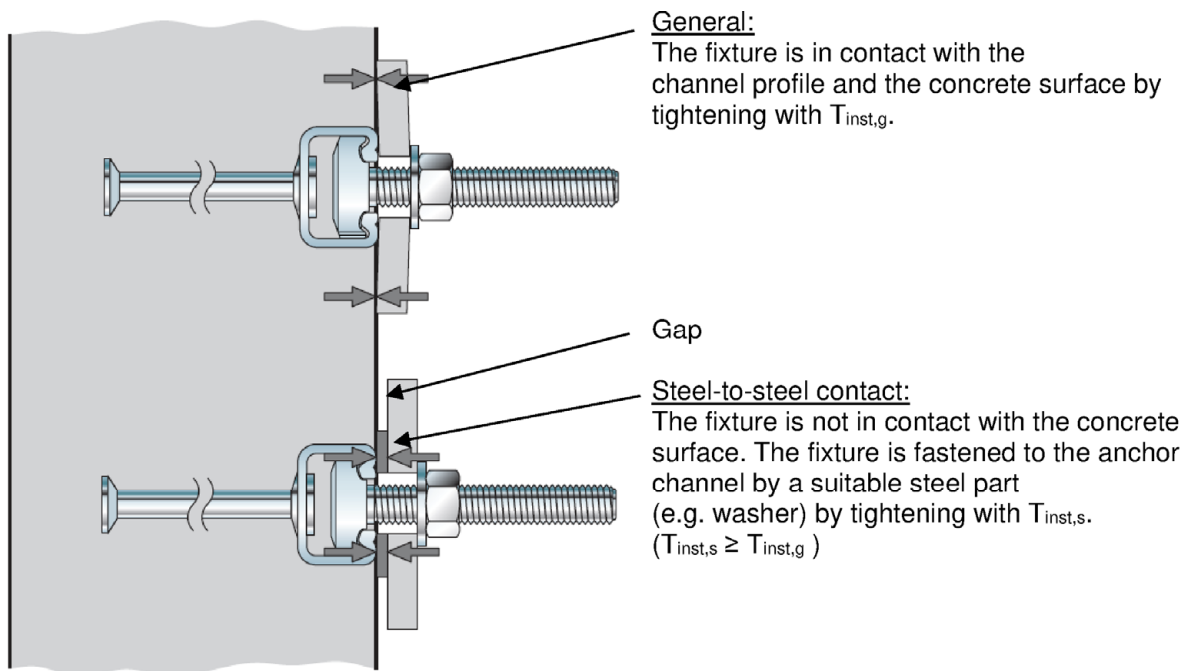 General:
The fixture is in contact with the
channel profile and the concrete surface by
tightening with Tinst,g.
Gap
Steel-to-steel contact:
The fixture is not in contact with the concrete
surface. The fixture is fastened to the anchor
channel by a suitable steel part
(e.g. washer) by tightening with Tinst,s.
(Tinst,s ≥ Tinst,g )